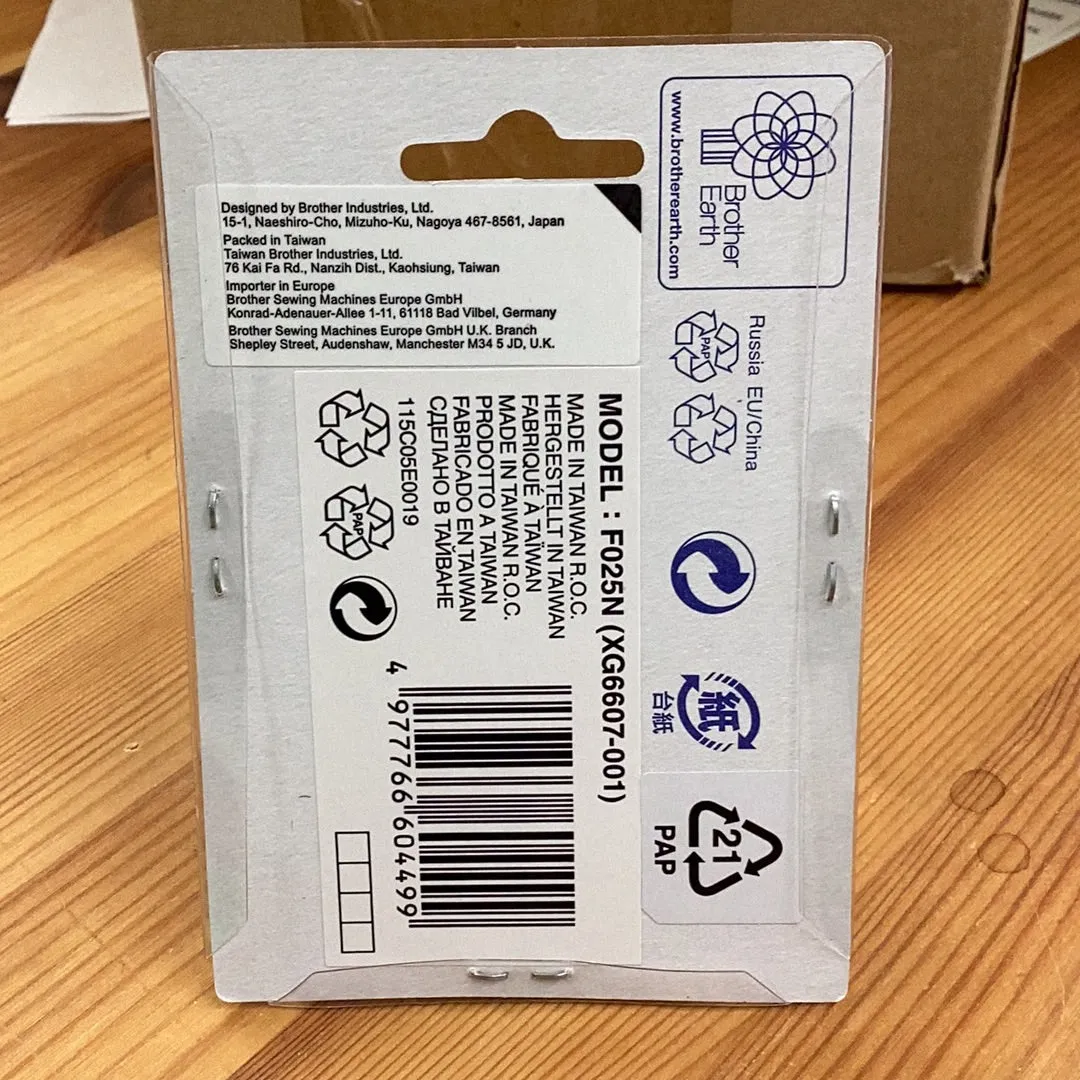 Designed by Brother Industries, Ltd.
15-1, Naeshiro-Cho, Mizuho-Ku, Nagoya 467-8561, Japan
Packed in Taiwan
Taiwan Brother Industries, Ltd.
76 Kai Fa Rd., Nanzih Dist., Kaohsiung, Taiwan
Importer in Europe
Brother Sewing Machines Europe GmbH
Konrad-Adenauer-Allee 1-11, 61118 Bad Vilbel, Germany
Brother Sewing Machines Europe GmbH U.K. Branch
Shepley Street, Audenshaw, Manchester M34 5 JD, U.K.
Brother
Earth
www.brotherearth.com
Russia EU/China
PAP
MODEL : F025N (XG6607-001)
MADE IN TAIWAN R.O.C.
HERGESTELLT IN TAIWAN
FABRIQUÉ À TAÏWAN
MADE IN TAIWAN R.O.C.
PRODOTTO A TAIWAN
FABRICADO EN TAIWAN
СДЕЛАНО В ТАЙВАНЕ
115C05E0019
PAP
4 977766 604499
紙
台紙
21
PAP